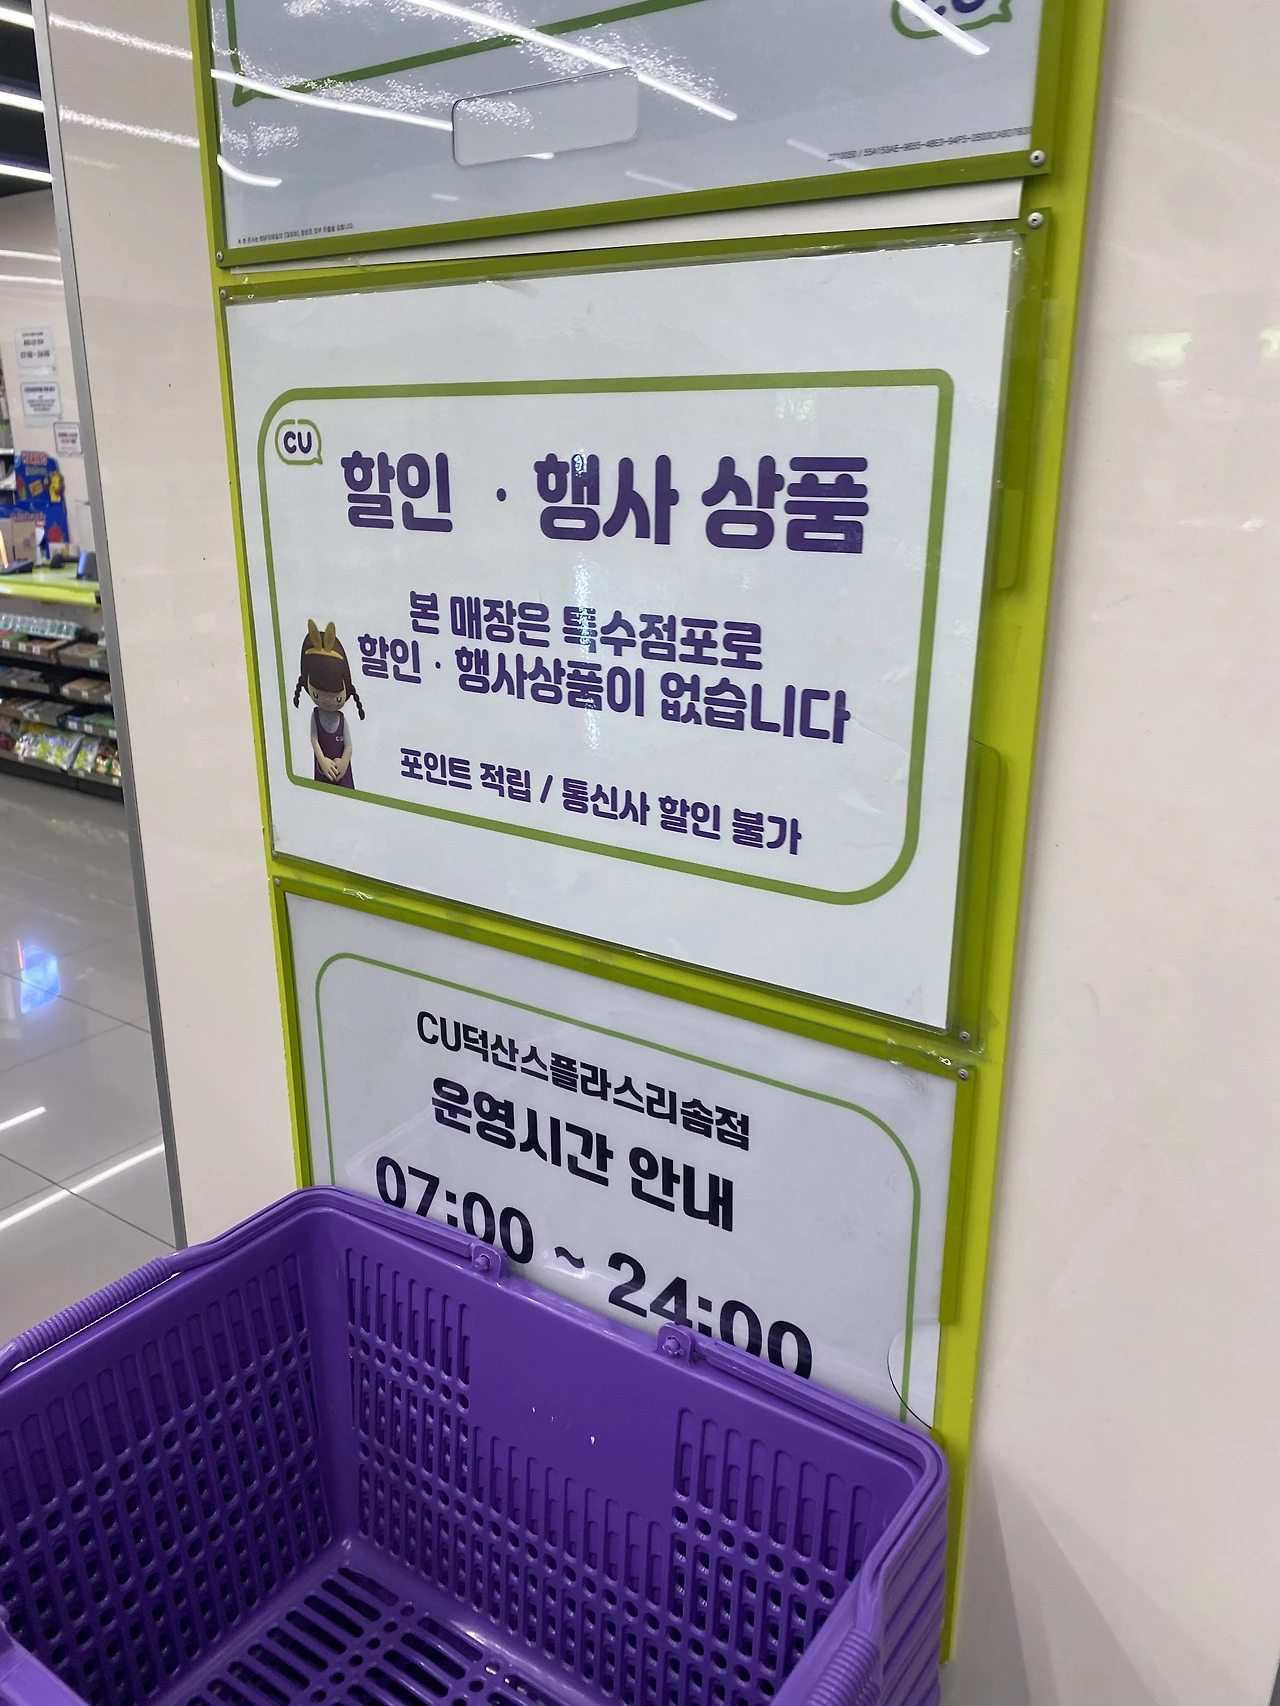 CU
CU
할인 · 행사 상품
본 매장은 특수점포로
할인 · 행사상품이 없습니다
포인트 적립 / 통신사 할인 불가
CU덕산스플라스리솜점
운영시간 안내
07:00 ~ 24:00